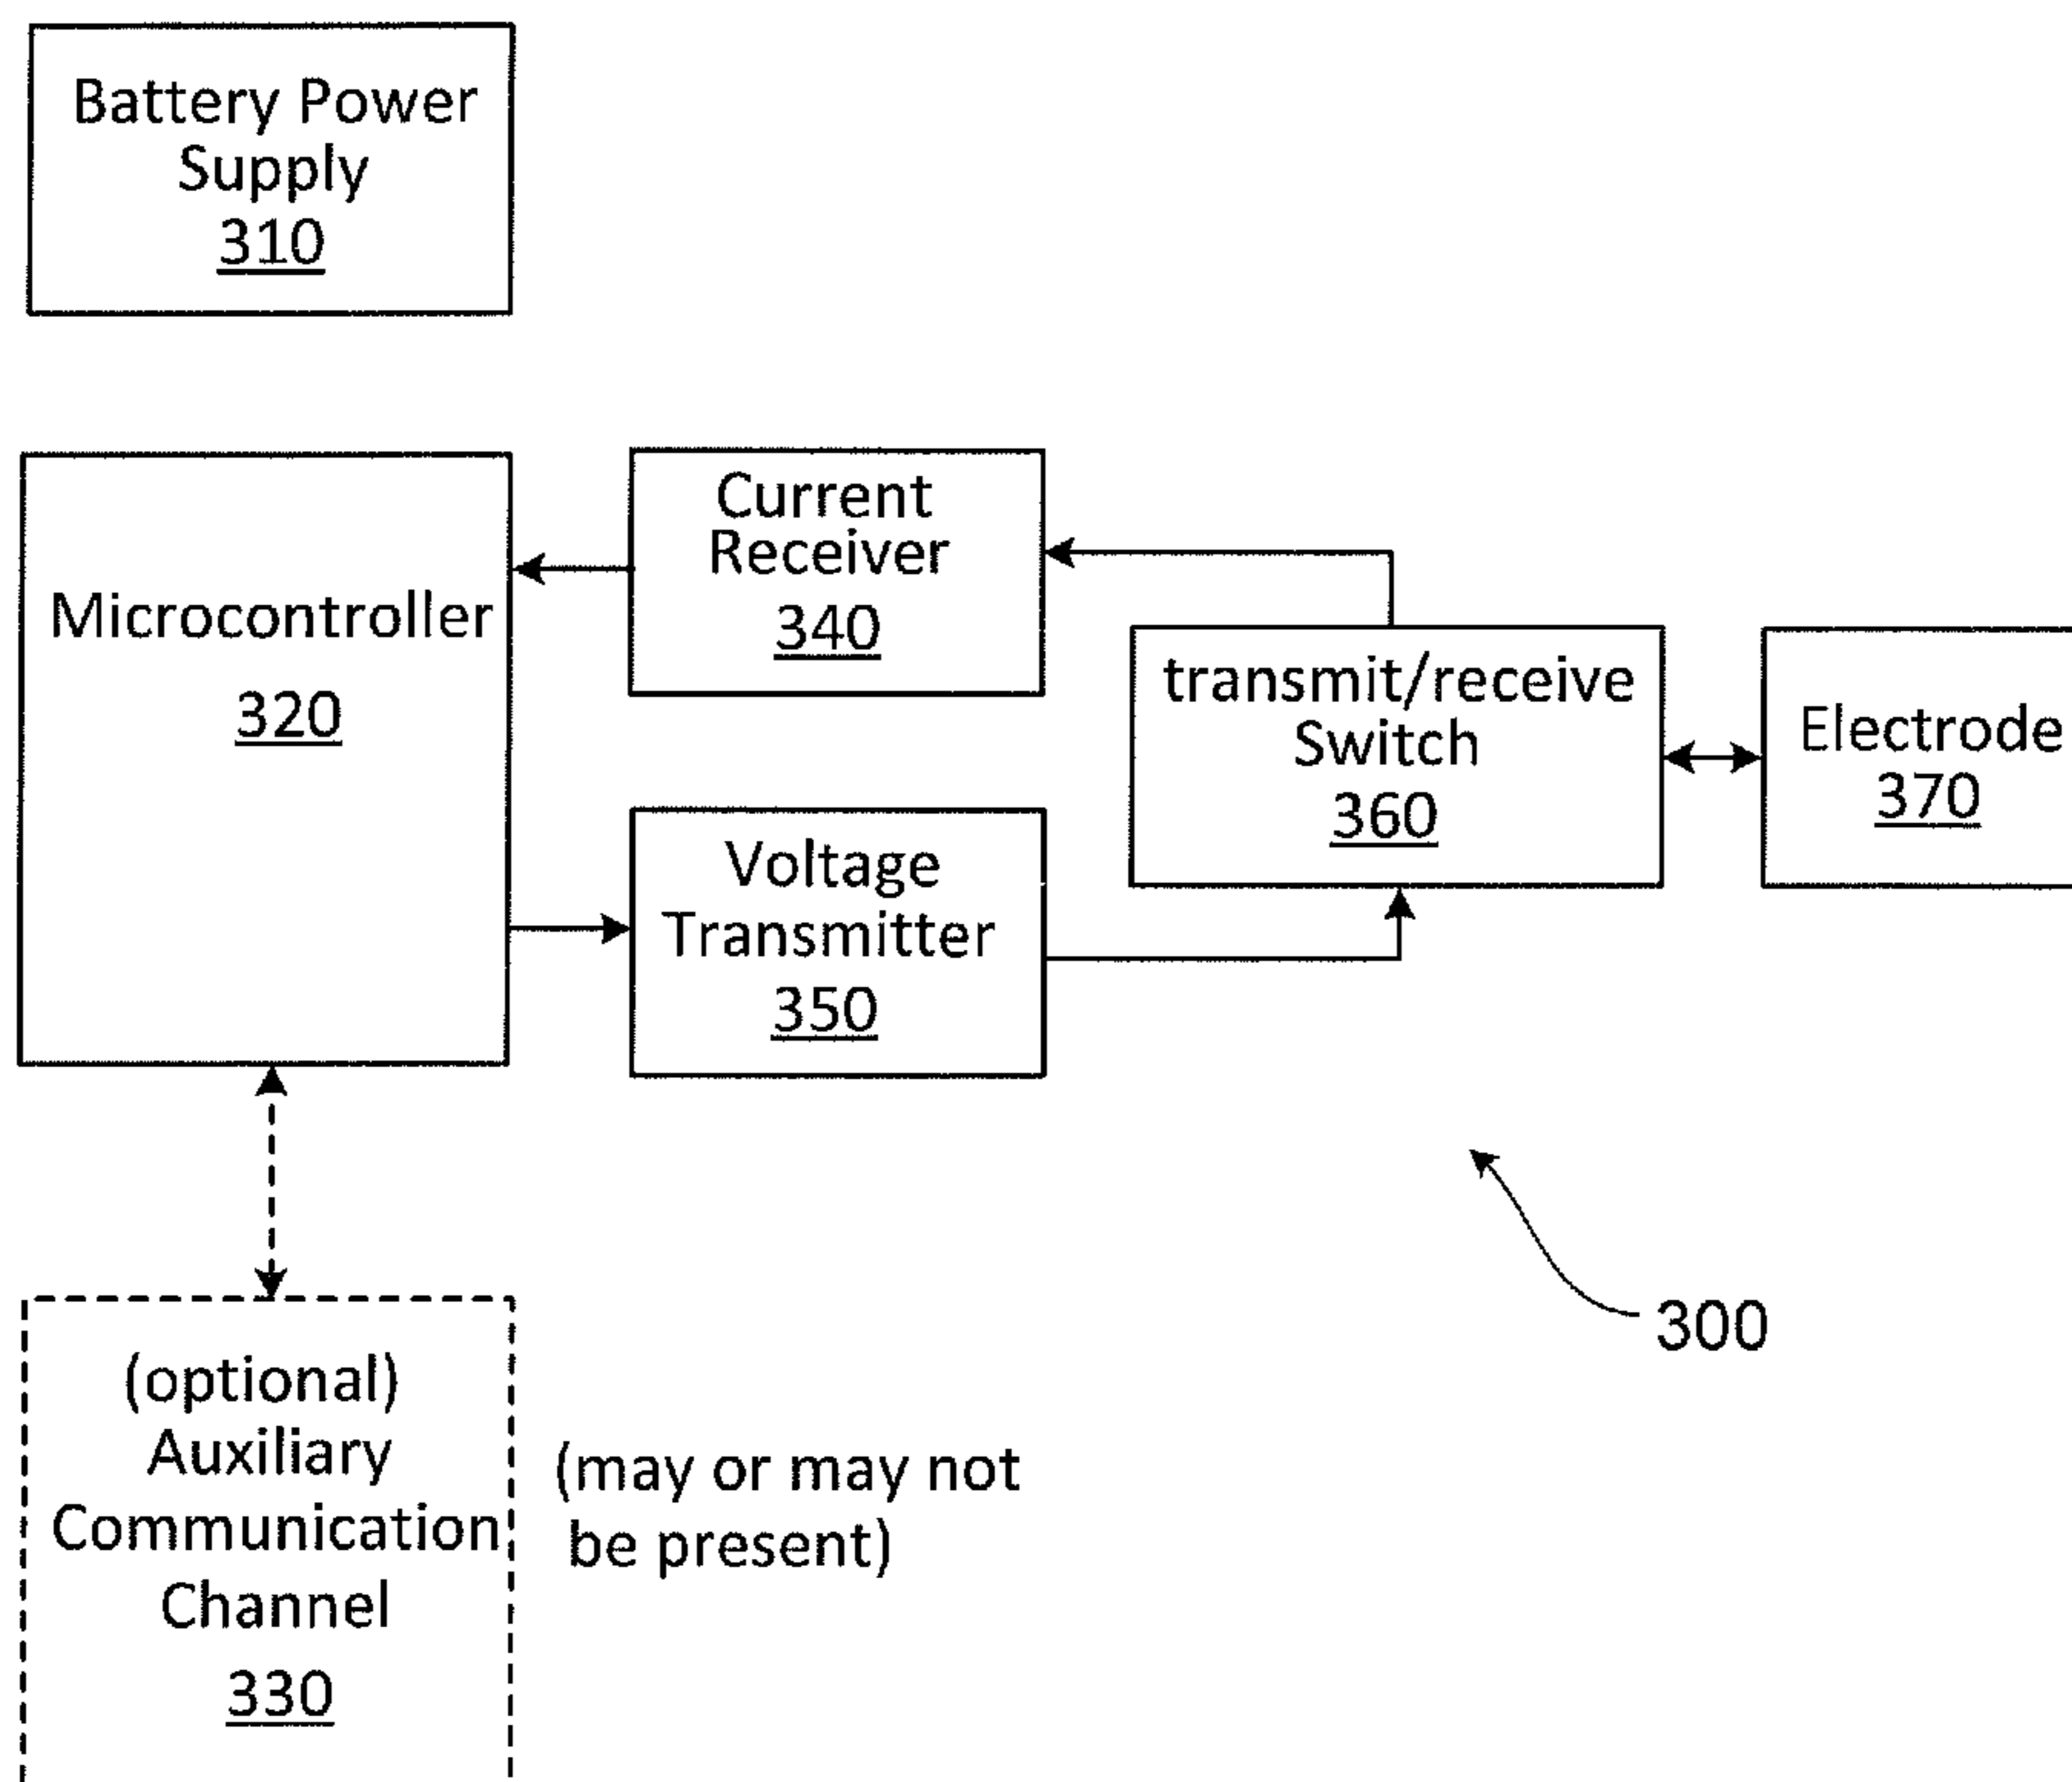 Battery Power
Supply
310
Microcontroller
320
Current
Receiver
340
Voltage
Transmitter
350
transmit/receive
Switch
360
Electrode
370
300
(optional)
Auxiliary
Communication
Channel
330
(may or may not
be present)